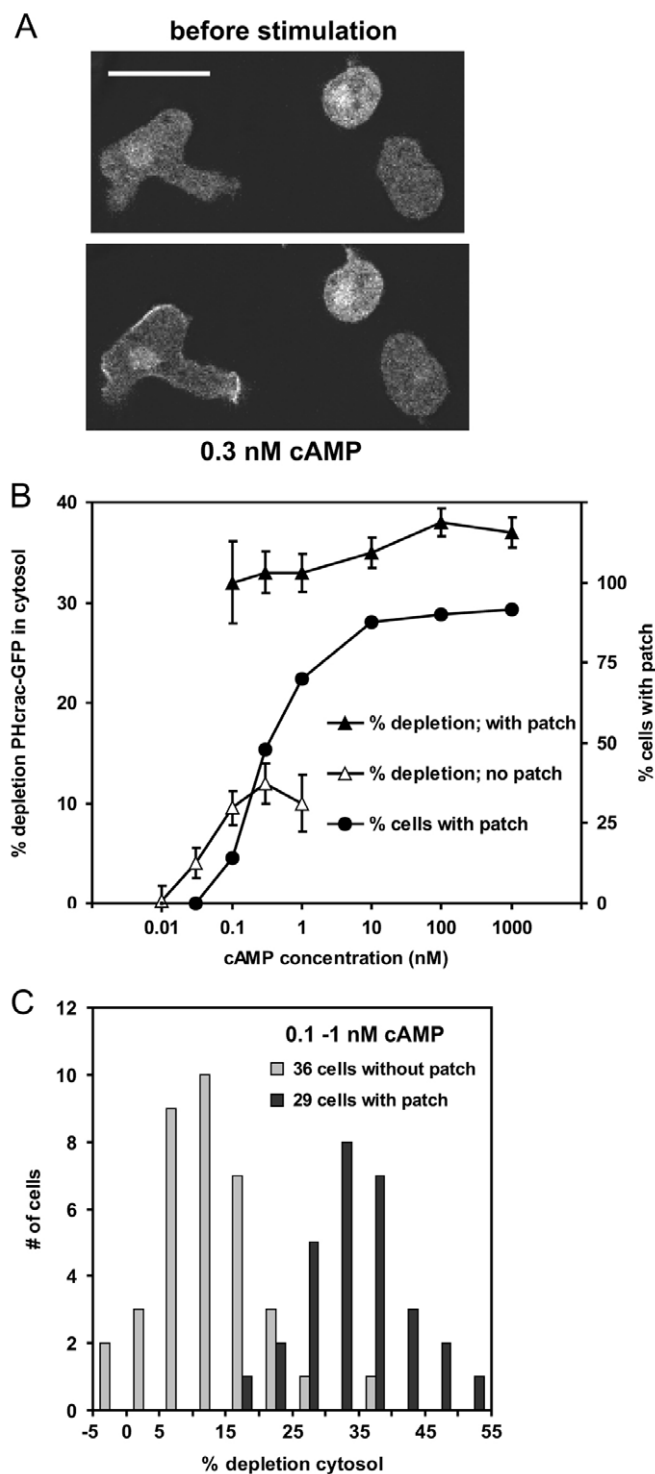 A
before stimulation
0.3 nM cAMP
B
40
30
20
10
0
% depletion PHcrac-GFP in cytosol
100
75
50
25
0
% cells with patch
% depletion; with patch
% depletion; no patch
% cells with patch
0.01 0.1 1 10 100 1000
cAMP concentration (nM)
C
12
10
8
6
4
2
0
# of cells
0.1 -1 nM cAMP
36 cells without patch
29 cells with patch
-5 0 5 15 25 35 45 55
% depletion cytosol